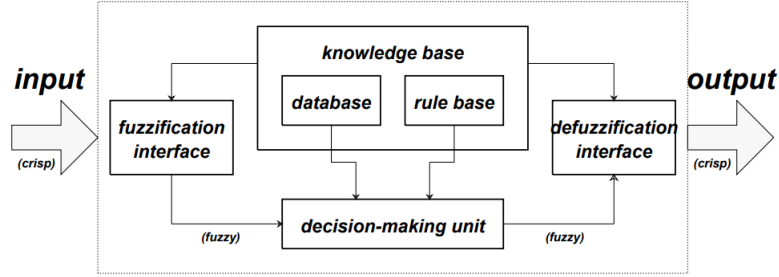 knowledge base
input
output
database
rule base
fuzzification
interface
defuzzification
interface
(crisp)
(crisp)
decision-making unit
(fuzzy)
(fuzzy)